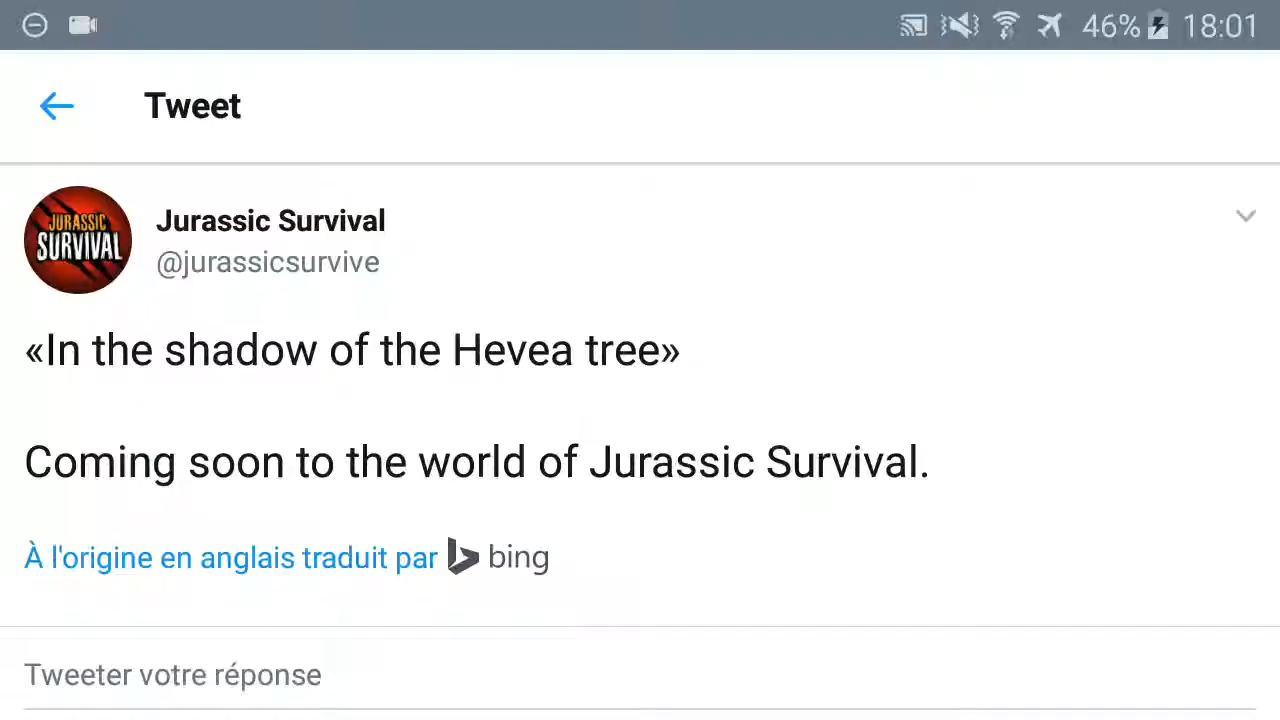 46% 18:01
Tweet
JURASSIC
SURVIVAL
Jurassic Survival
@jurassicsurvive
«In the shadow of the Hevea tree»
Coming soon to the world of Jurassic Survival.
À l'origine en anglais traduit par bing
Tweeter votre réponse